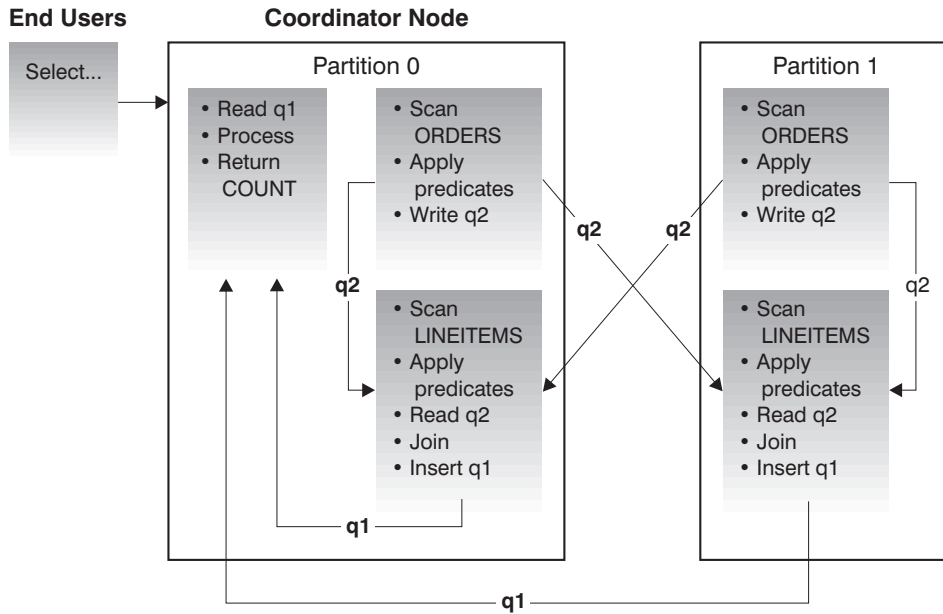 End Users
Coordinator Node
Select...
Partition 0
• Read q1
• Process
• Return
COUNT
• Scan
ORDERS
• Apply
predicates
• Write q2
Partition 1
• Scan
ORDERS
• Apply
predicates
• Write q2
q2
q2
q2
q2
• Scan
LINEITEMS
• Apply
predicates
• Read q2
• Join
• Insert q1
• Scan
LINEITEMS
• Apply
predicates
• Read q2
• Join
• Insert q1
q1
q1